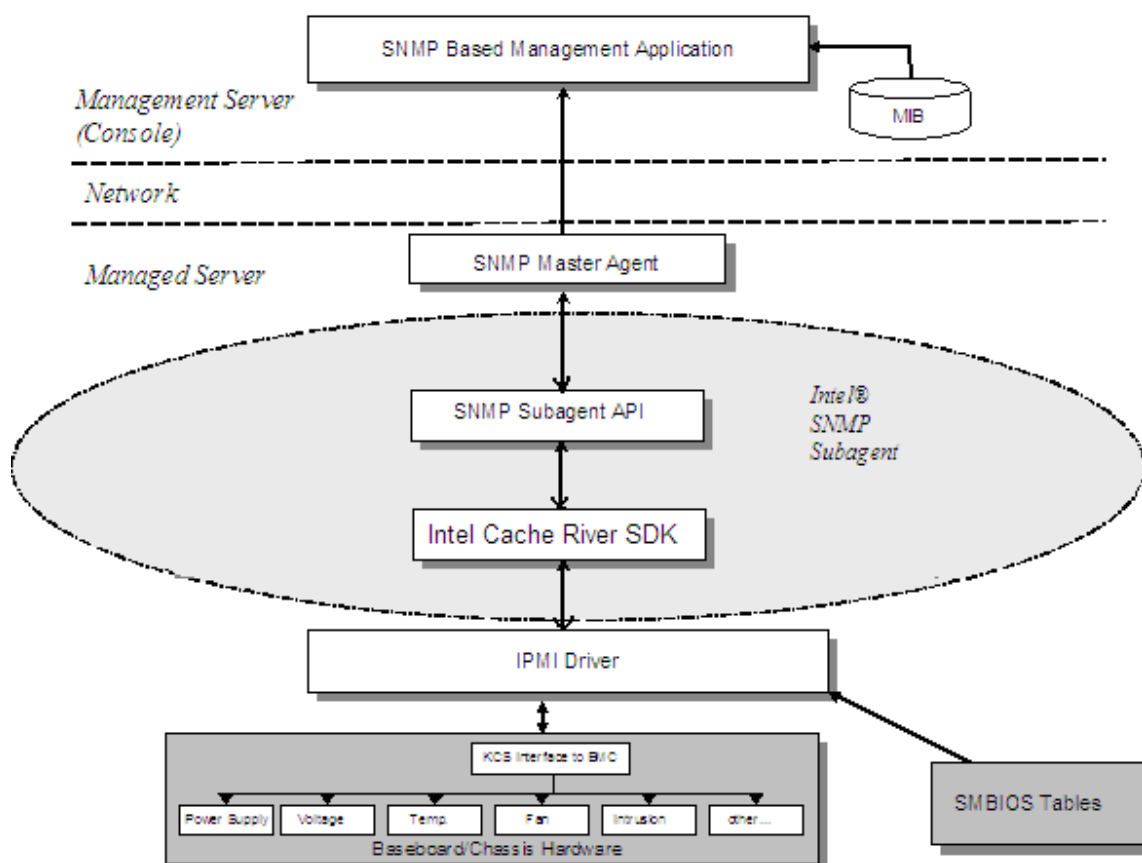 SNMP Based Management Application
MIB
Management Server
(Console)
Network
Managed Server
SNMP Master Agent
SNMP Subagent API
Intel®
SNMP
Subagent
Intel Cache River SDK
IPMI Driver
KCS Interface to BMC
Power Supply
Voltage
Temp.
Fan
Intrusion
other....
Baseboard/Chassis Hardware
SMBIOS Tables